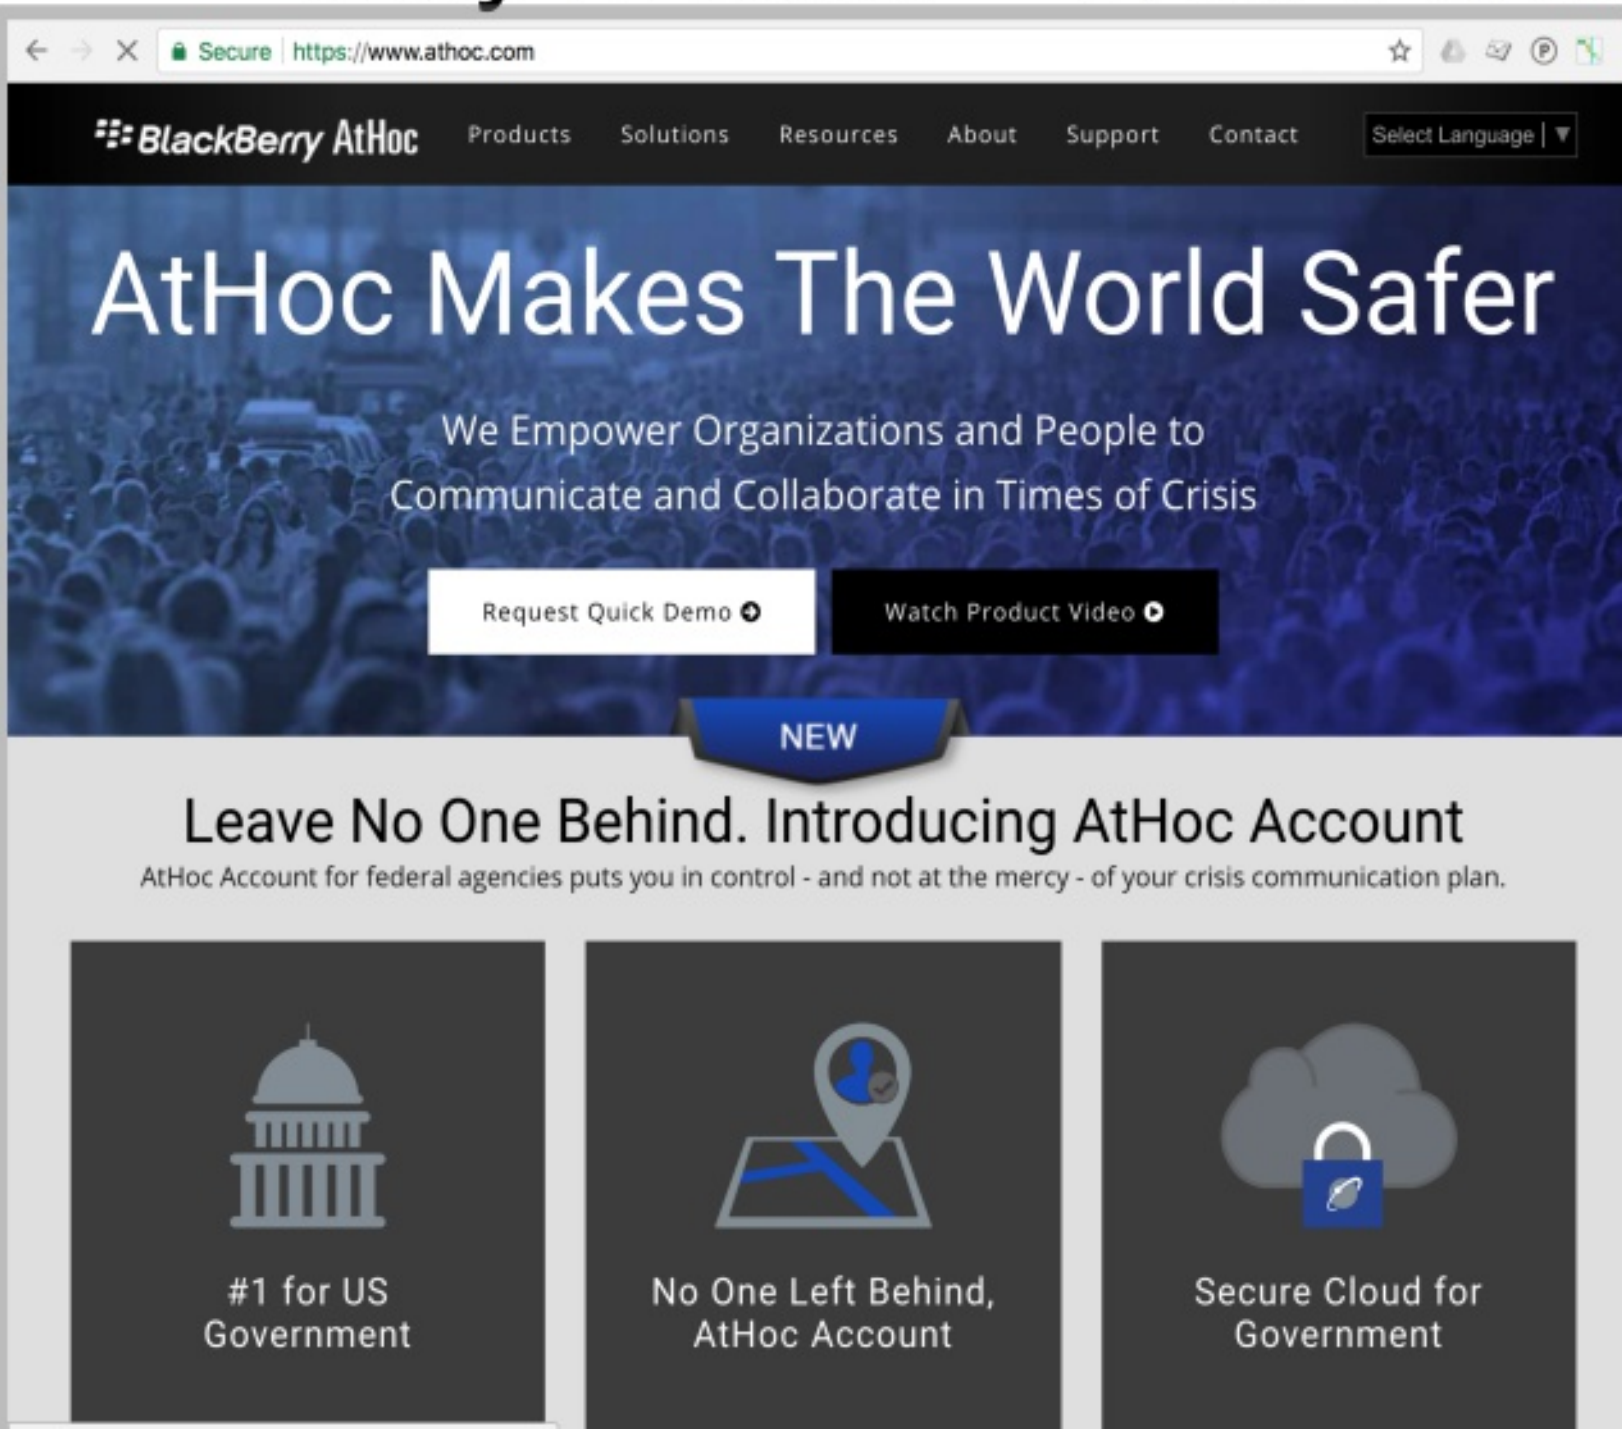 Secure https://www.athoc.com
BlackBerry AtHoc Products Solutions Resources About Support Contact Select Language ▼
AtHoc Makes The World Safer
We Empower Organizations and People to
Communicate and Collaborate in Times of Crisis
Request Quick Demo Watch Product Video
NEW
Leave No One Behind. Introducing AtHoc Account
AtHoc Account for federal agencies puts you in control - and not at the mercy - of your crisis communication plan.
#1 for US
Government
No One Left Behind,
AtHoc Account
Secure Cloud for
Government